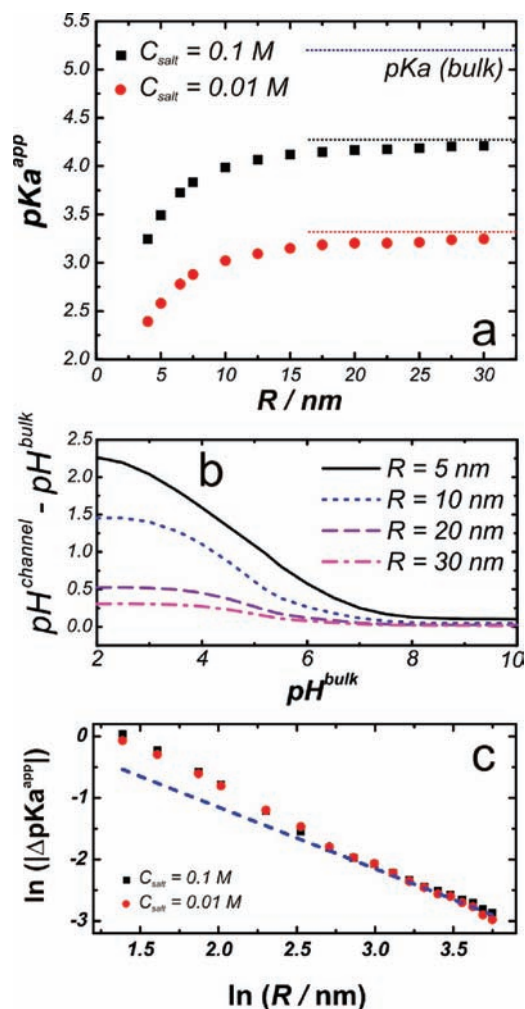 5.5
5.0
4.5
4.0
3.5
3.0
2.5
2.0
pKa^app
C_salt = 0.1 M
C_salt = 0.01 M
pKa (bulk)
a
0 5 10 15 20 25 30
R / nm
2.5
2.0
1.5
1.0
0.5
0.0
pH^channel - pH^bulk
b
R = 5 nm
R = 10 nm
R = 20 nm
R = 30 nm
2 4 6 8 10
pH^bulk
0
-1
-2
-3
ln (|ΔpKa^app|)
c
C_salt = 0.1 M
C_salt = 0.01 M
1.5 2.0 2.5 3.0 3.5
ln (R / nm)